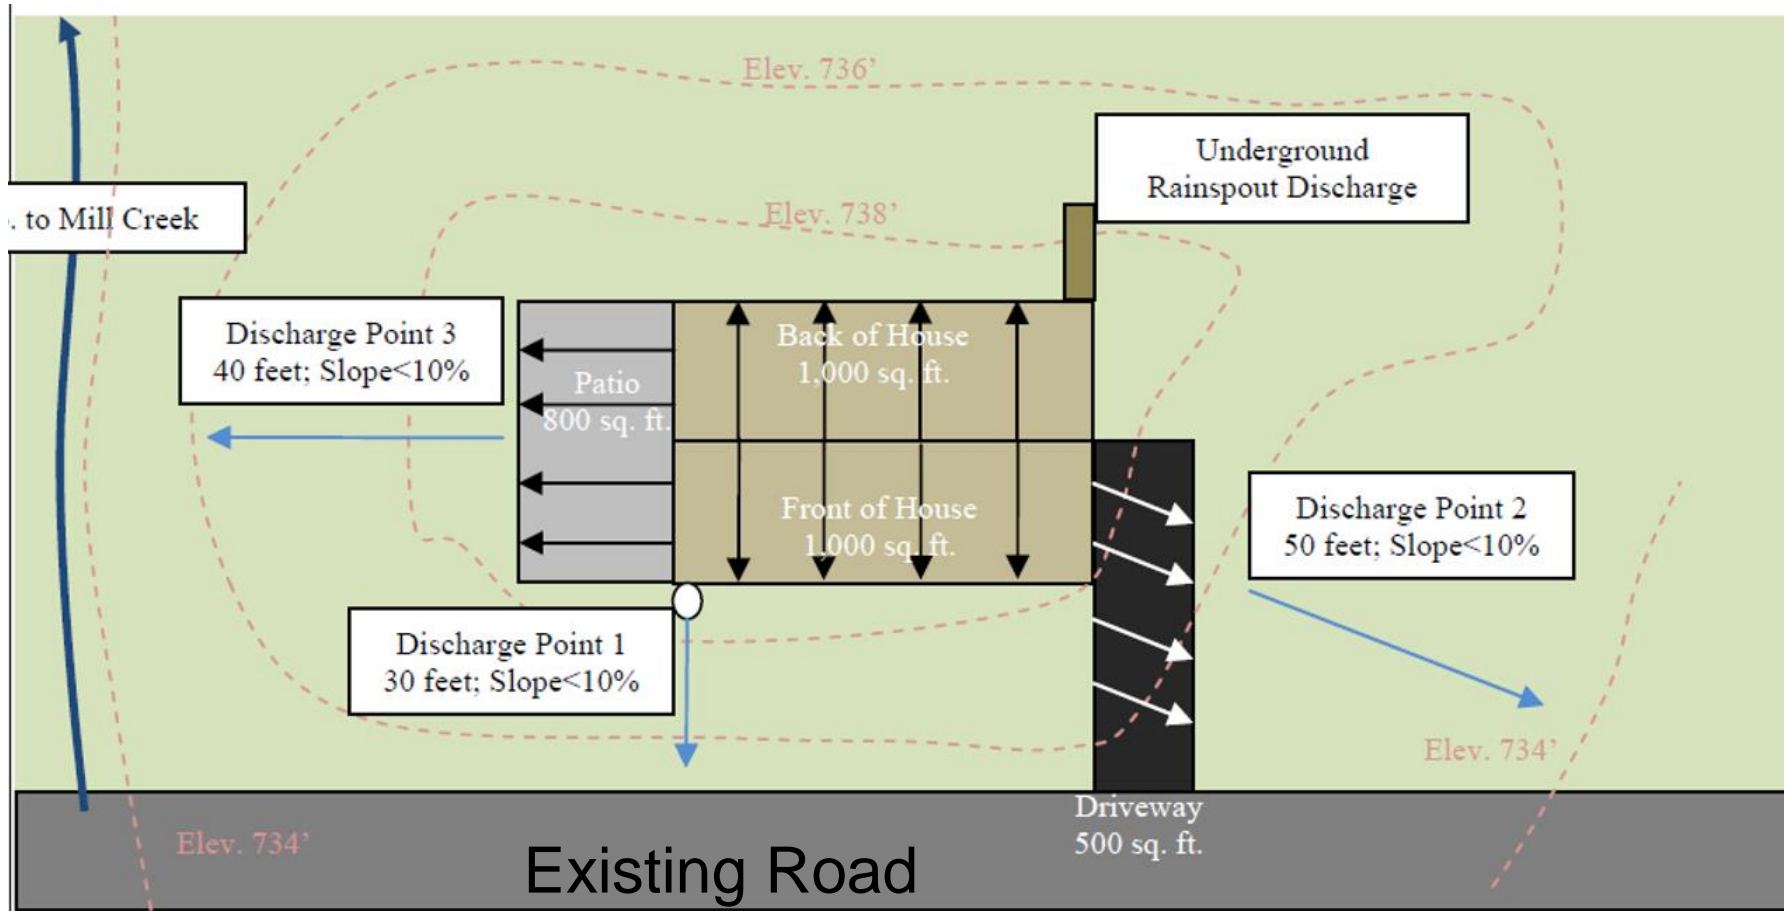 Elev. 736’
Underground
Rainspout Discharge
. to Mill Creek
Elev. 738’
Discharge Point 3
40 feet; Slope<10%
Back of House
1,000 sq. ft.
Patio
800 sq. ft.
Front of House
1,000 sq. ft.
Discharge Point 2
50 feet; Slope<10%
Discharge Point 1
30 feet; Slope<10%
Elev. 734’
Driveway
500 sq. ft.
Elev. 734’
Existing Road